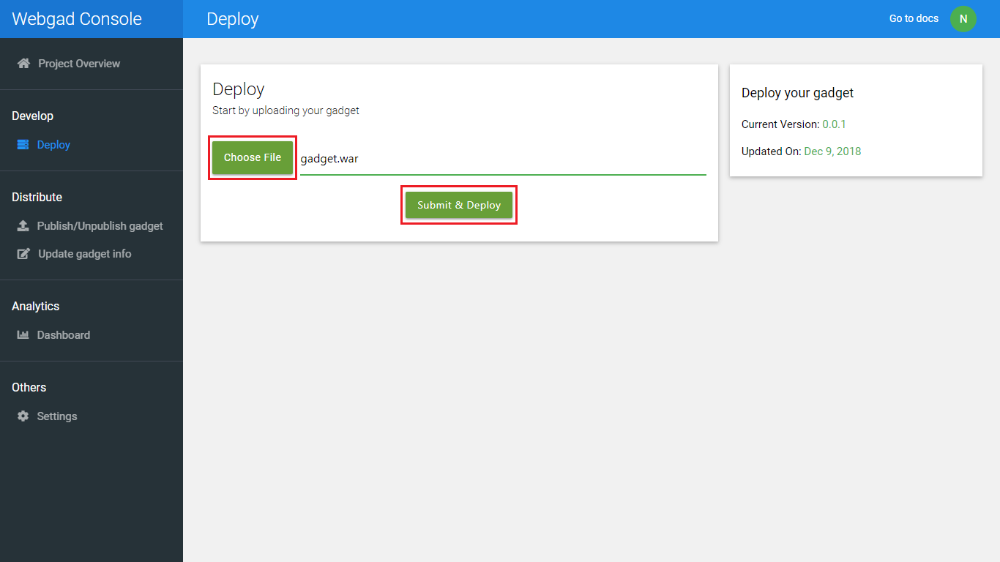 Webgad Console
Deploy
Go to docs
N
Project Overview
Develop
Deploy
Distribute
Publish/Unpublish gadget
Update gadget info
Analytics
Dashboard
Others
Settings
Deploy
Start by uploading your gadget
Choose File
gadget.war
Submit & Deploy
Deploy your gadget
Current Version: 0.0.1
Updated On: Dec 9, 2018